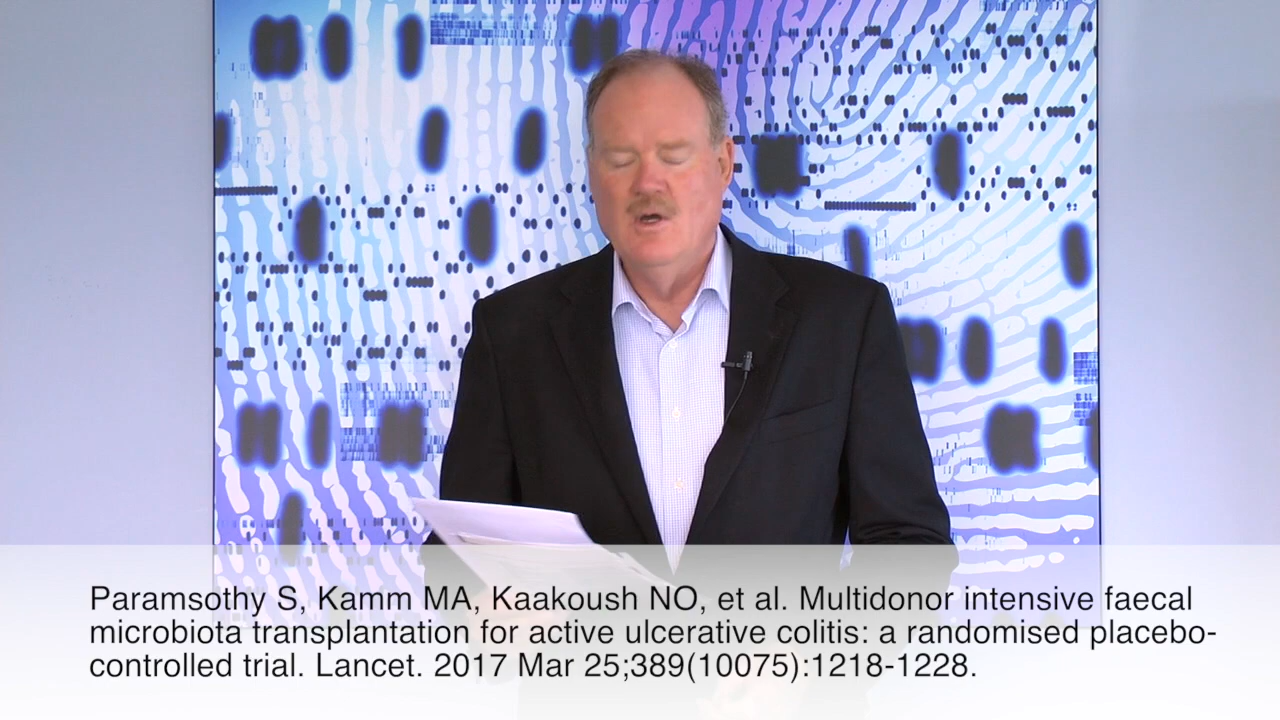 Paramsothy S, Kamm MA, Kaakoush NO, et al. Multidonor intensive faecal
microbiota transplantation for active ulcerative colitis: a randomised placebo-
controlled trial. Lancet. 2017 Mar 25;389(10075):1218-1228.